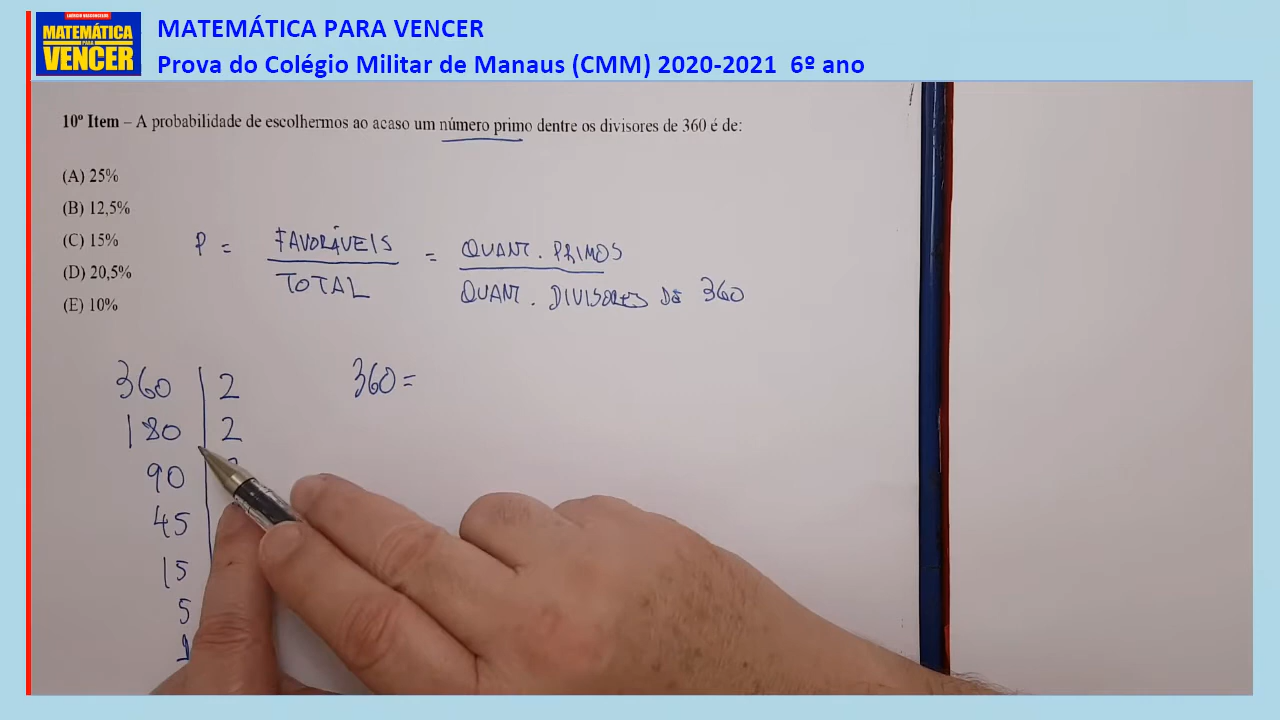 LAÉRCIO VASCONCELOS
MATEMÁTICA
PARA
VENCER
MATEMÁTICA PARA VENCER
Prova do Colégio Militar de Manaus (CMM) 2020-2021 6º ano
10º Item – A probabilidade de escolhermos ao acaso um número primo dentre os divisores de 360 é de:
(A) 25%
(B) 12,5%
(C) 15%
(D) 20,5%
(E) 10%
P = FAVORÁVEIS = QUANT. PRIMOS
TOTAL QUANT. DIVISORES DE 360
360 2 360 =
180 2
90
45
15
5
1